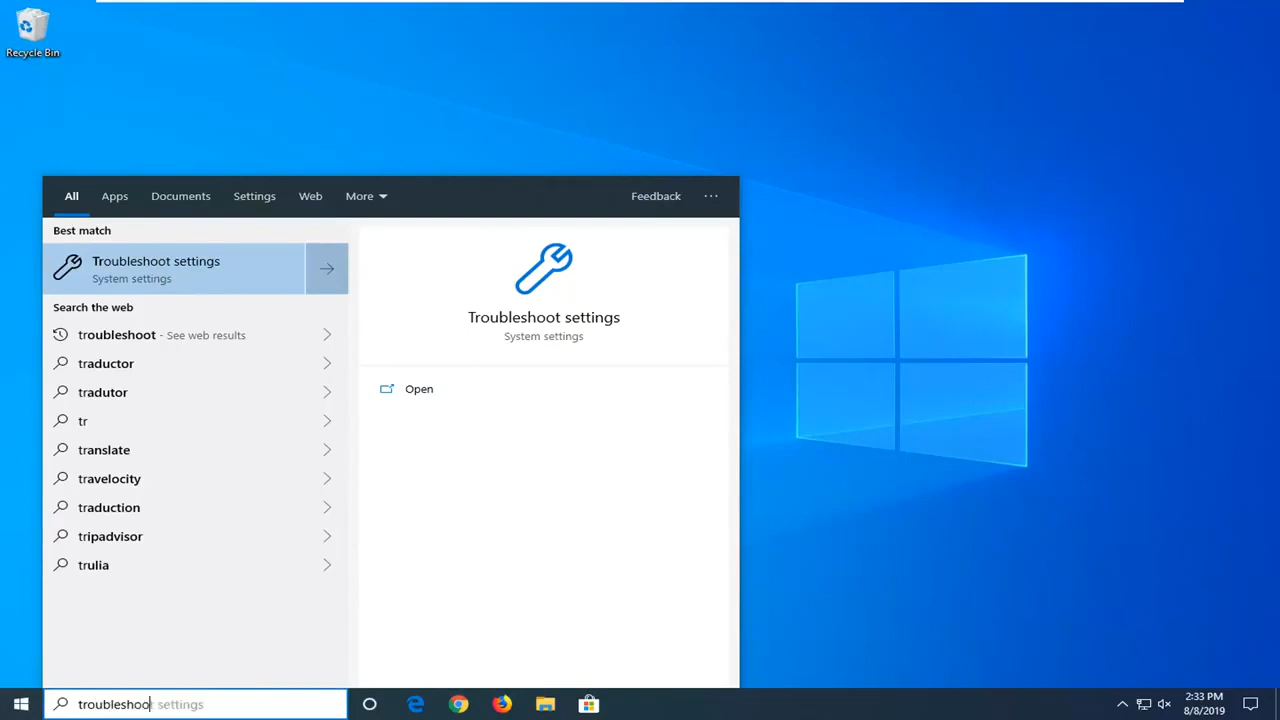 Recycle Bin
All Apps Documents Settings Web More Feedback ...
Best match
Troubleshoot settings
System settings
Search the web
troubleshoot - See web results
traductor
tradutor
tr
translate
travelocity
traduction
tripadvisor
trulia
Troubleshoot settings
System settings
Open
troubleshoot settings
2:33 PM
8/8/2019